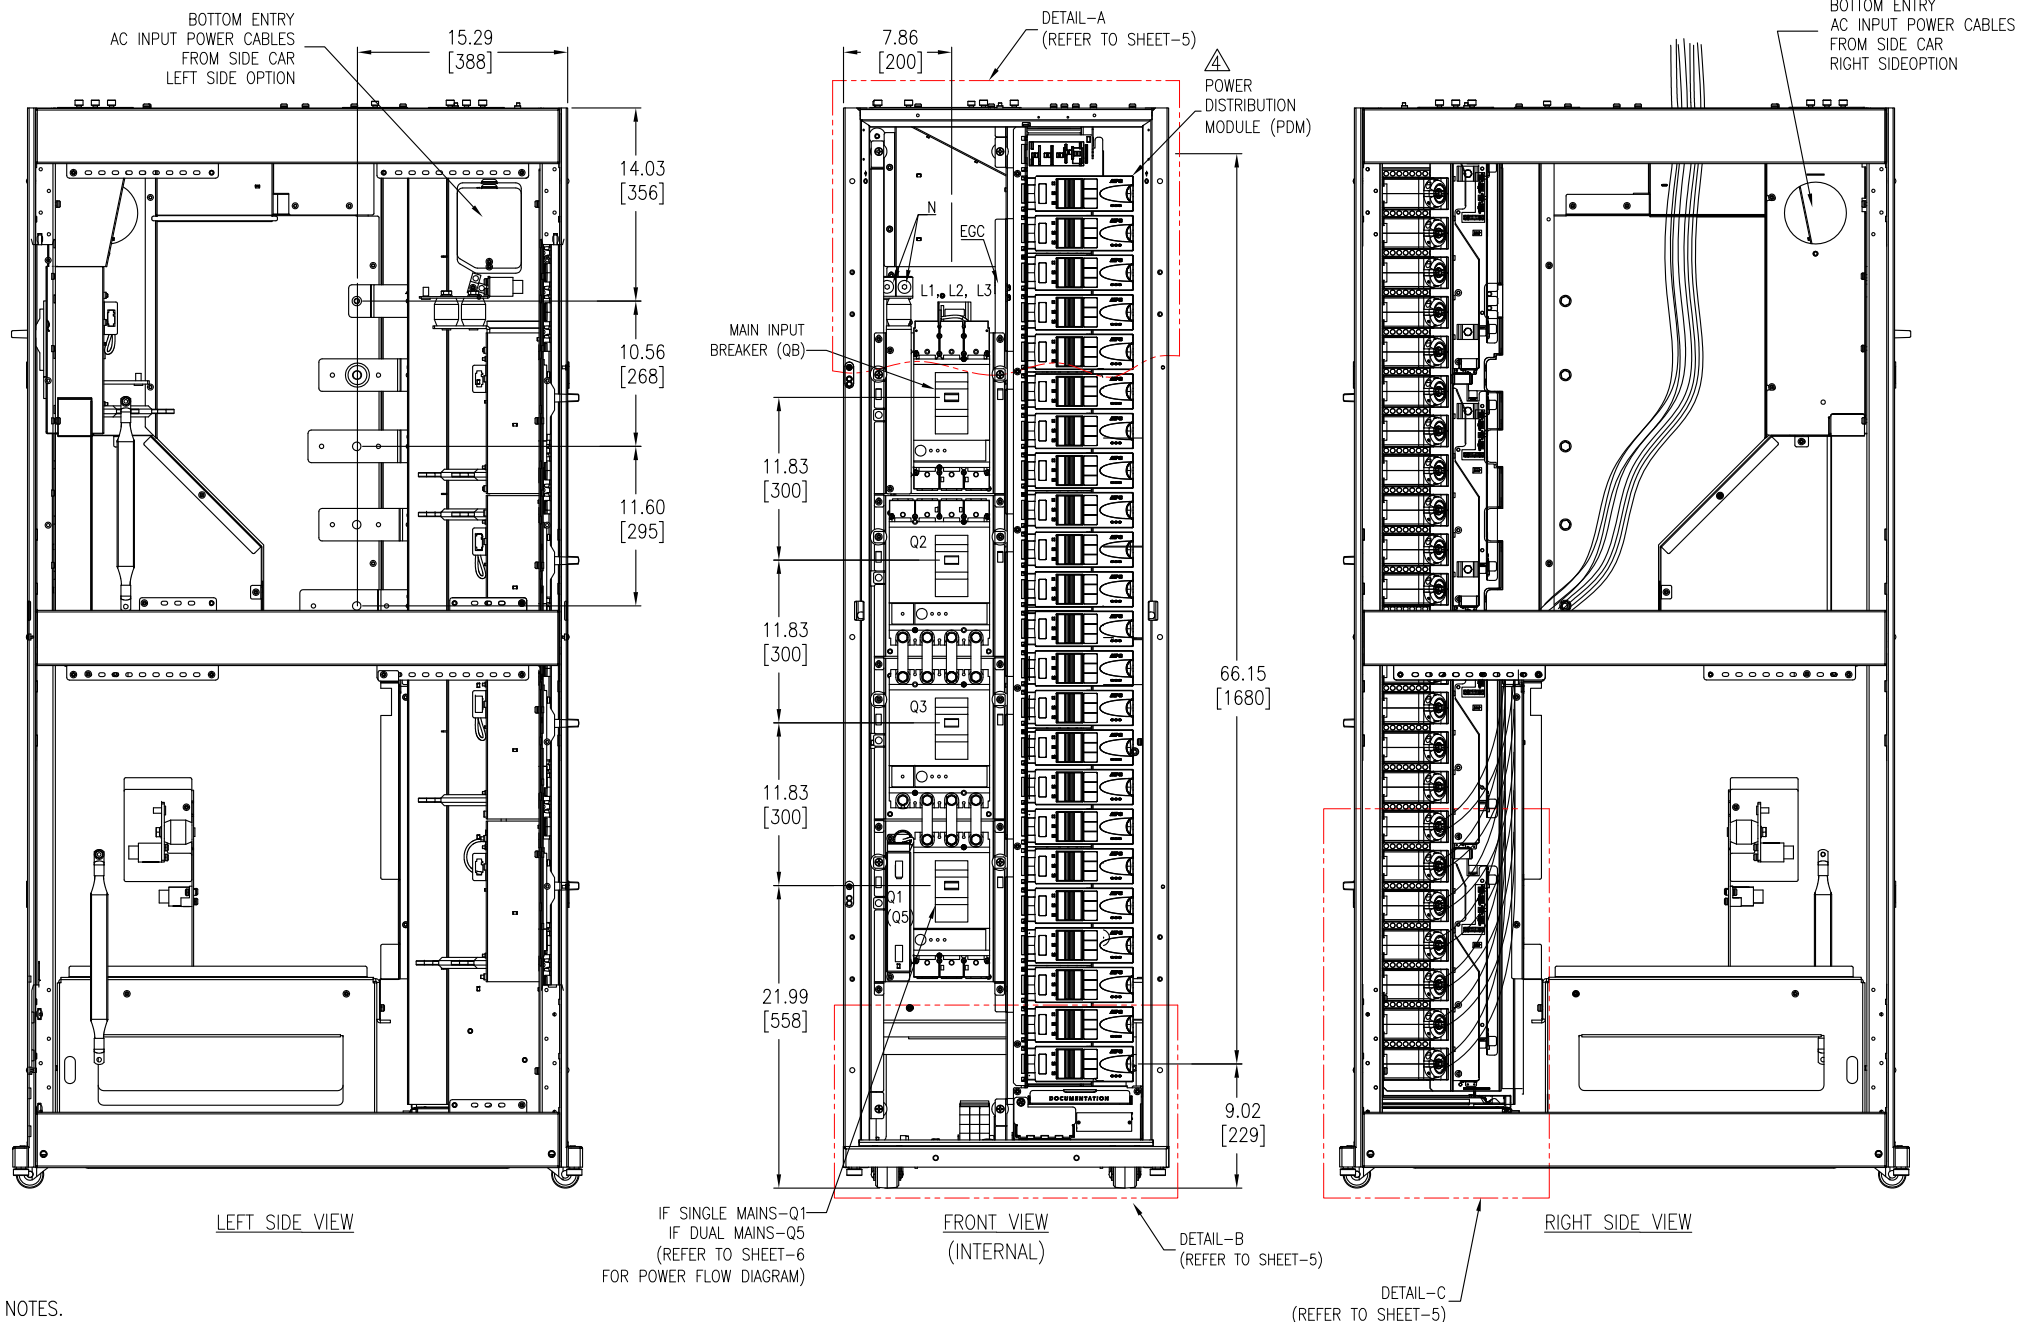 BOTTOM ENTRY
AC INPUT POWER CABLES
FROM SIDE CAR
LEFT SIDE OPTION
15.29
[388]
14.03
[356]
10.56
[268]
11.60
[295]
LEFT SIDE VIEW
7.86
[200]
DETAIL-A
(REFER TO SHEET-5)
4
POWER
DISTRIBUTION
MODULE (PDM)
N
EGC
L1, L2, L3
MAIN INPUT
BREAKER (QB)
11.83
[300]
Q2
11.83
[300]
Q3
11.83
[300]
Q1
(Q5)
21.99
[558]
66.15
[1680]
9.02
[229]
DOCUMENTATION
IF SINGLE MAINS-Q1
IF DUAL MAINS-Q5
(REFER TO SHEET-6
FOR POWER FLOW DIAGRAM)
FRONT VIEW
(INTERNAL)
DETAIL-B
(REFER TO SHEET-5)
BOTTOM ENTRY
AC INPUT POWER CABLES
FROM SIDE CAR
RIGHT SIDEOPTION
RIGHT SIDE VIEW
DETAIL-C
(REFER TO SHEET-5)
NOTES.